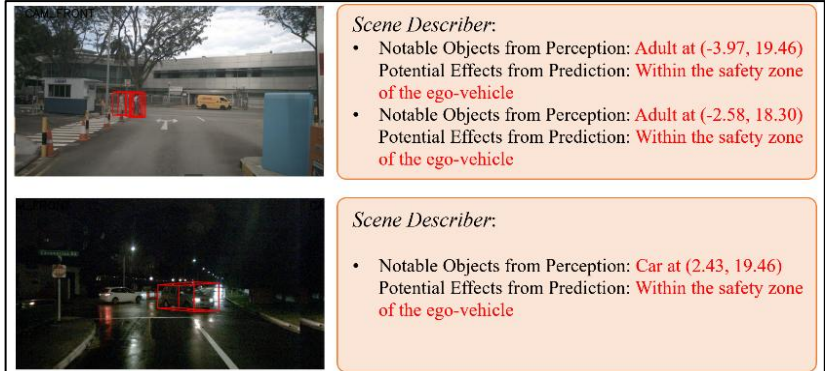 CAM_FRONT
Scene Describer:
• Notable Objects from Perception: Adult at (-3.97, 19.46)
Potential Effects from Prediction: Within the safety zone
of the ego-vehicle
• Notable Objects from Perception: Adult at (-2.58, 18.30)
Potential Effects from Prediction: Within the safety zone
of the ego-vehicle
Scene Describer:
• Notable Objects from Perception: Car at (2.43, 19.46)
Potential Effects from Prediction: Within the safety zone
of the ego-vehicle